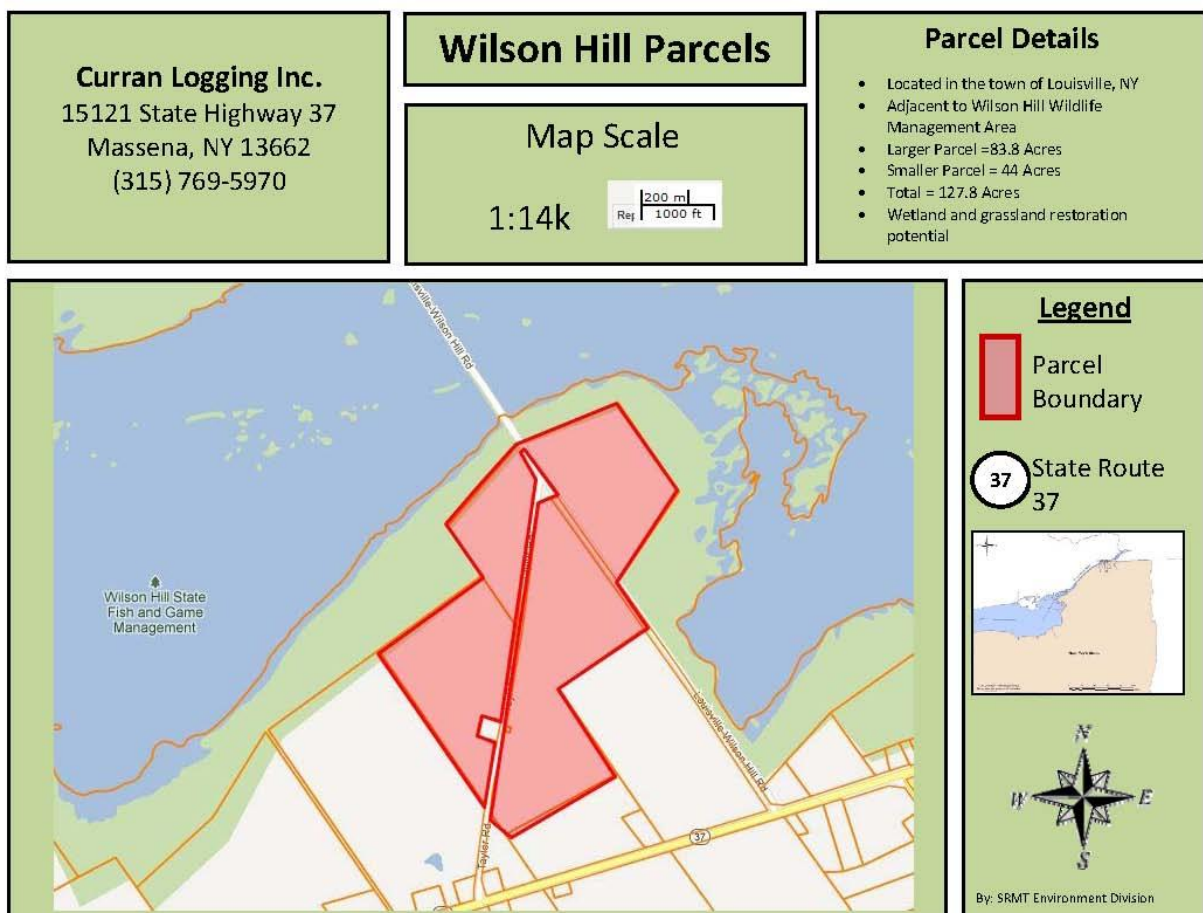 Curran Logging Inc.
15121 State Highway 37
Massena, NY 13662
(315) 769-5970
Wilson Hill Parcels
Map Scale
1:14k
200 m
1000 ft
Parcel Details
• Located in the town of Louisville, NY
• Adjacent to Wilson Hill Wildlife
Management Area
• Larger Parcel =83.8 Acres
• Smaller Parcel = 44 Acres
• Total = 127.8 Acres
• Wetland and grassland restoration
potential
isville-Wilson Hill Rd
Wilson Hill State
Fish and Game
Management
Louisville-Wilson Hill Rd
Tayler Rd
37
Legend
Parcel
Boundary
37
State Route
37
N
W
E
S
By: SRMT Environment Division